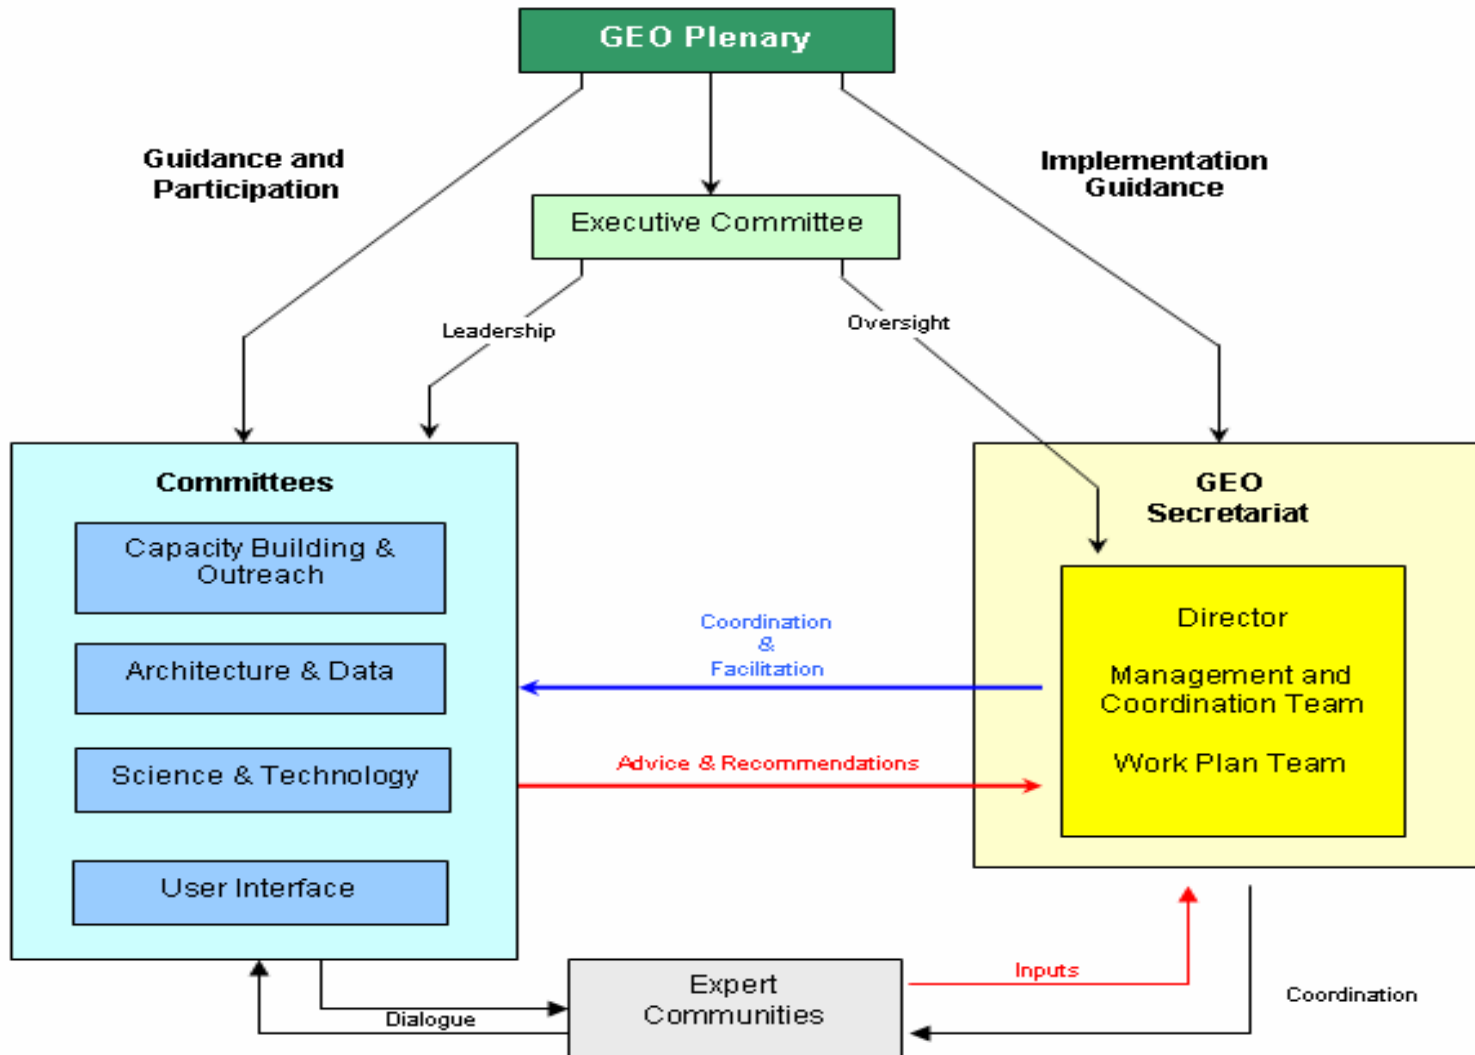 GEO Plenary
Guidance and
Participation
Implementation
Guidance
Executive Committee
Leadership
Oversight
Committees
Capacity Building &
Outreach
Architecture & Data
Science & Technology
User Interface
Coordination
&
Facilitation
Advice & Recommendations
GEO
Secretariat
Director
Management and
Coordination Team
Work Plan Team
Expert
Communities
Dialogue
Inputs
Coordination